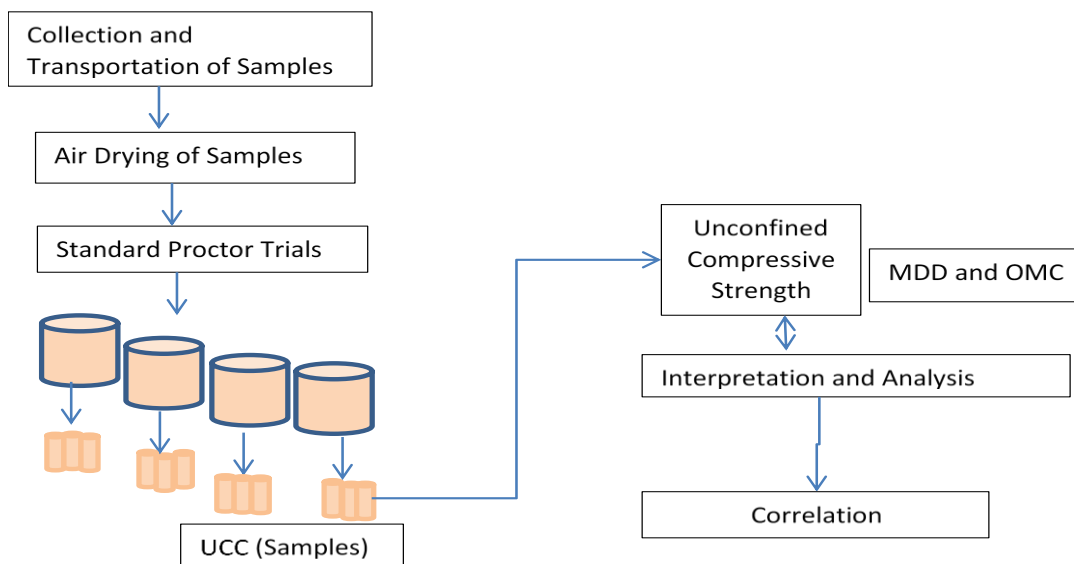 Collection and
Transportation of Samples
Air Drying of Samples
Standard Proctor Trials
UCC (Samples)
Unconfined
Compressive
Strength
MDD and OMC
Interpretation and Analysis
Correlation